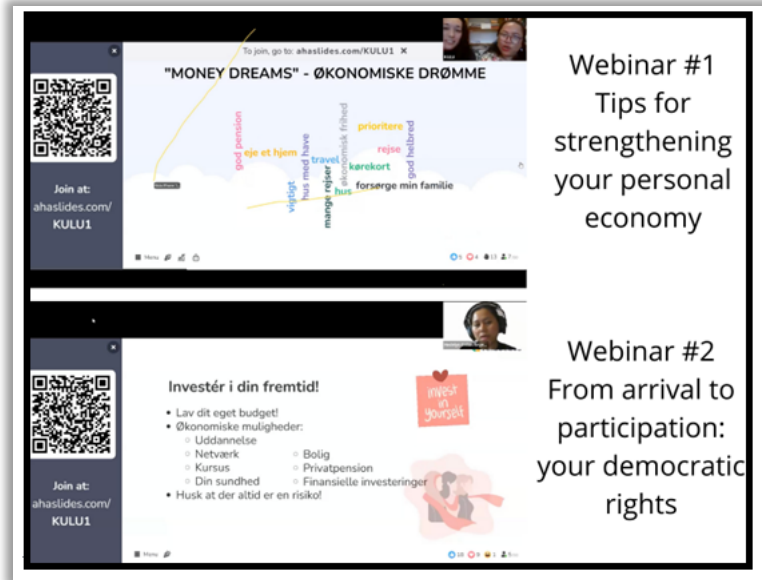 To join, go to: ahaslides.com/KULU1 ×
"MONEY DREAMS" - ØKONOMISKE DRØMME
god pension
eje et hjem
vigtigt
hus med have
travel
mange rejser
hus
økonomisk frihed
kørekort
prioritere
rejse
god helbred
forsørge min familie
Join at:
ahaslides.com/
KULU1
Menu
Webinar #1
Tips for
strengthening
your personal
economy
Investér i din fremtid!
• Lav dit eget budget!
• Økonomiske muligheder:
○ Uddannelse
○ Netværk
○ Kursus
○ Din sundhed
○ Bolig
○ Privatpension
○ Finansielle investeringer
• Husk at der altid er en risiko!
invest
in
yourself
Join at:
ahaslides.com/
KULU1
Menu
Webinar #2
From arrival to
participation:
your democratic
rights